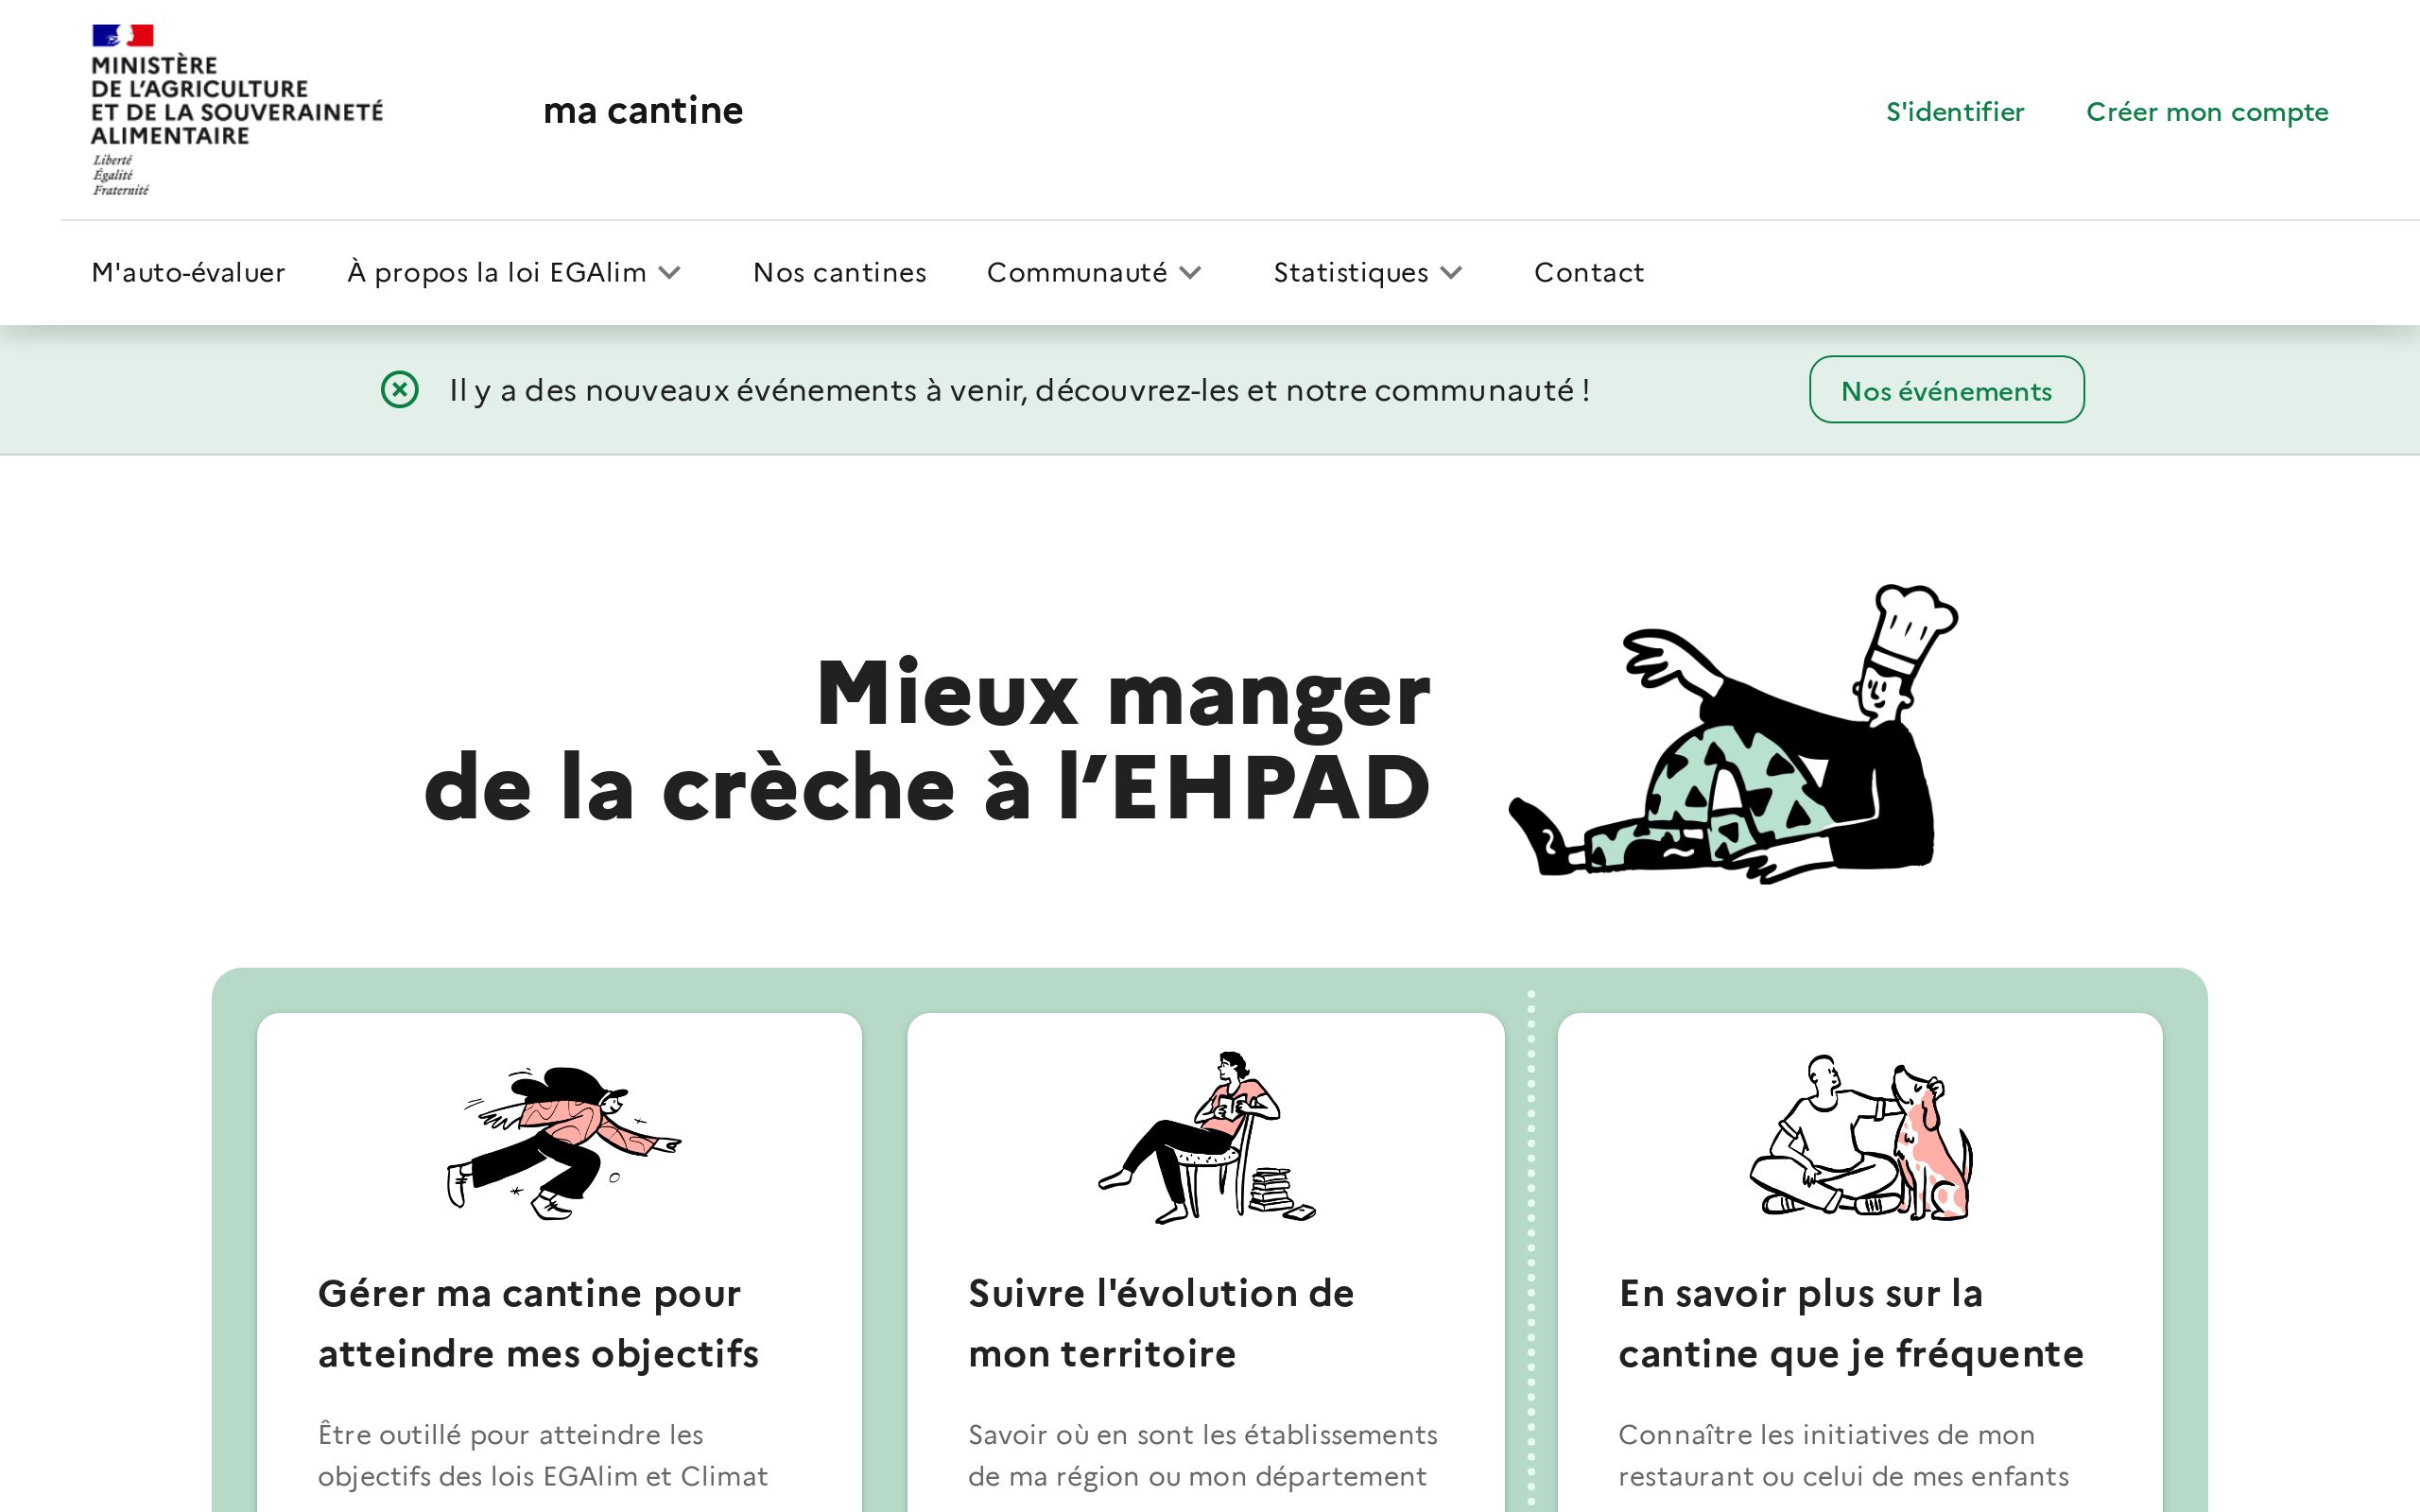 MINISTÈRE
DE L'AGRICULTURE
ET DE LA SOUVERAINETÉ
ALIMENTAIRE
Liberté
Égalité
Fraternité
ma cantine
S'identifier
Créer mon compte
M'auto-évaluer
À propos la loi EGAlim
Nos cantines
Communauté
Statistiques
Contact
Il y a des nouveaux événements à venir, découvrez-les et notre communauté !
Nos événements
Mieux manger
de la crèche à l’EHPAD
Gérer ma cantine pour
atteindre mes objectifs
Être outillé pour atteindre les
objectifs des lois EGAlim et Climat
Suivre l'évolution de
mon territoire
Savoir où en sont les établissements
de ma région ou mon département
En savoir plus sur la
cantine que je fréquente
Connaître les initiatives de mon
restaurant ou celui de mes enfants